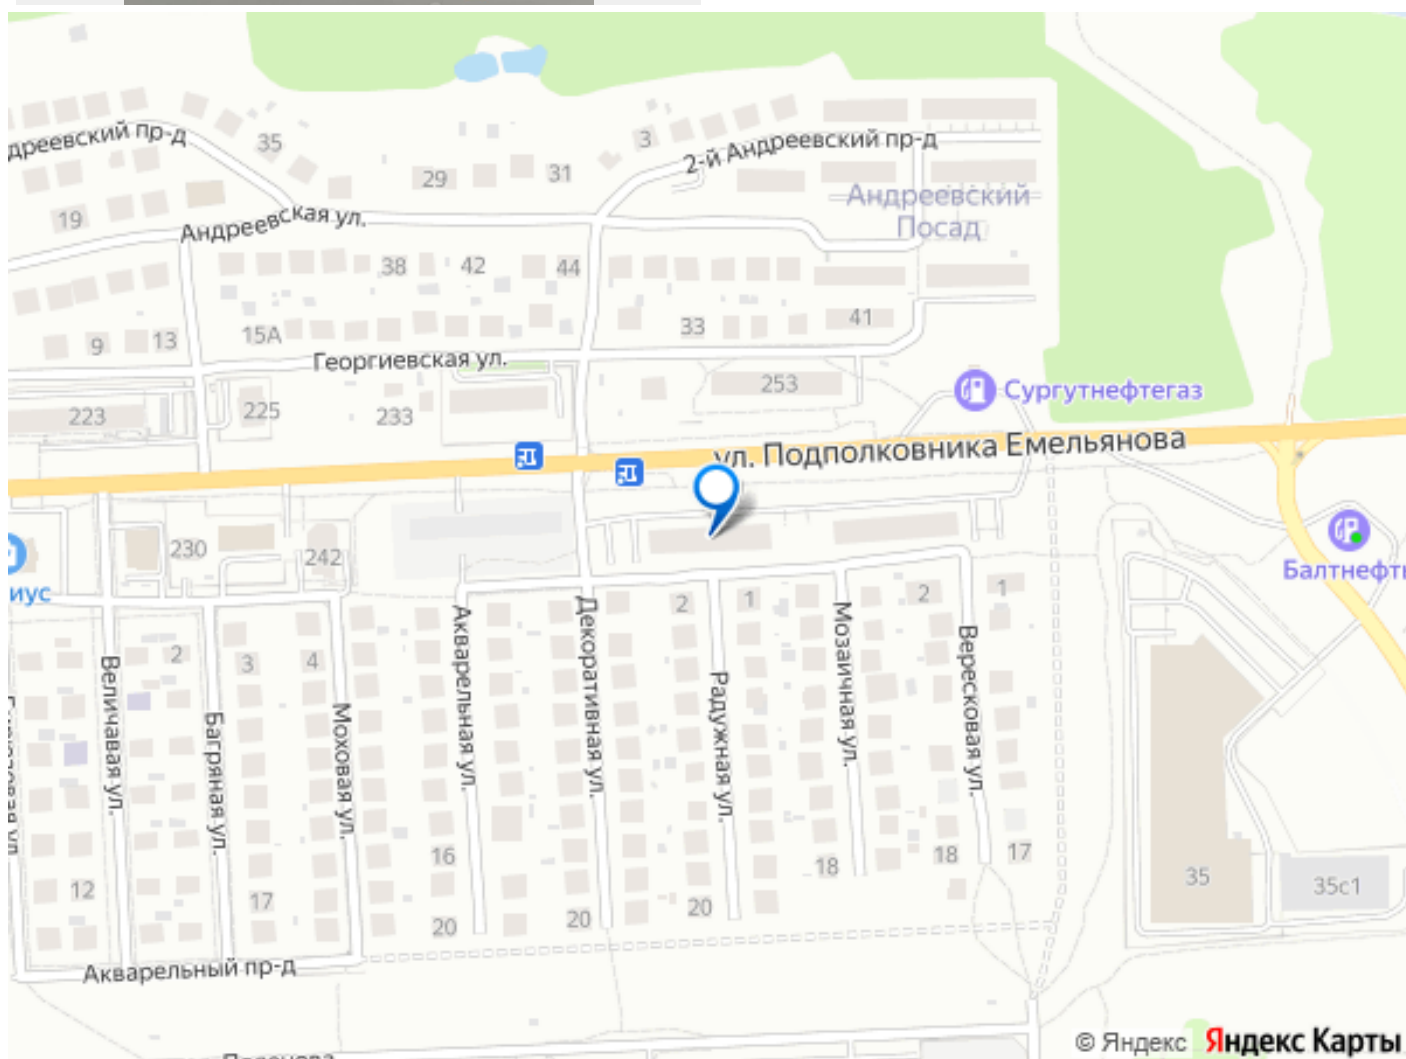 дреевский пр-д
35
3
2-й Андреевский пр-д
29
31
19
Андреевский
Посад
Андреевская ул.
38
42
44
9
13
15А
33
41
Георгиевская ул.
253
Сургутнефтегаз
223
225
233
ул. Подполковника Емельянова
230
242
иус
Балтнефть
2
1
2
1
2
3
4
Величавая ул.
Багряная ул.
Моховая ул.
Акварельная ул.
Декоративная ул.
Радужная ул.
Мозаичная ул.
Вересковая ул.
16
18
18
17
12
17
20
20
20
35
35с1
Акварельный пр-д
© Яндекс Яндекс Карты